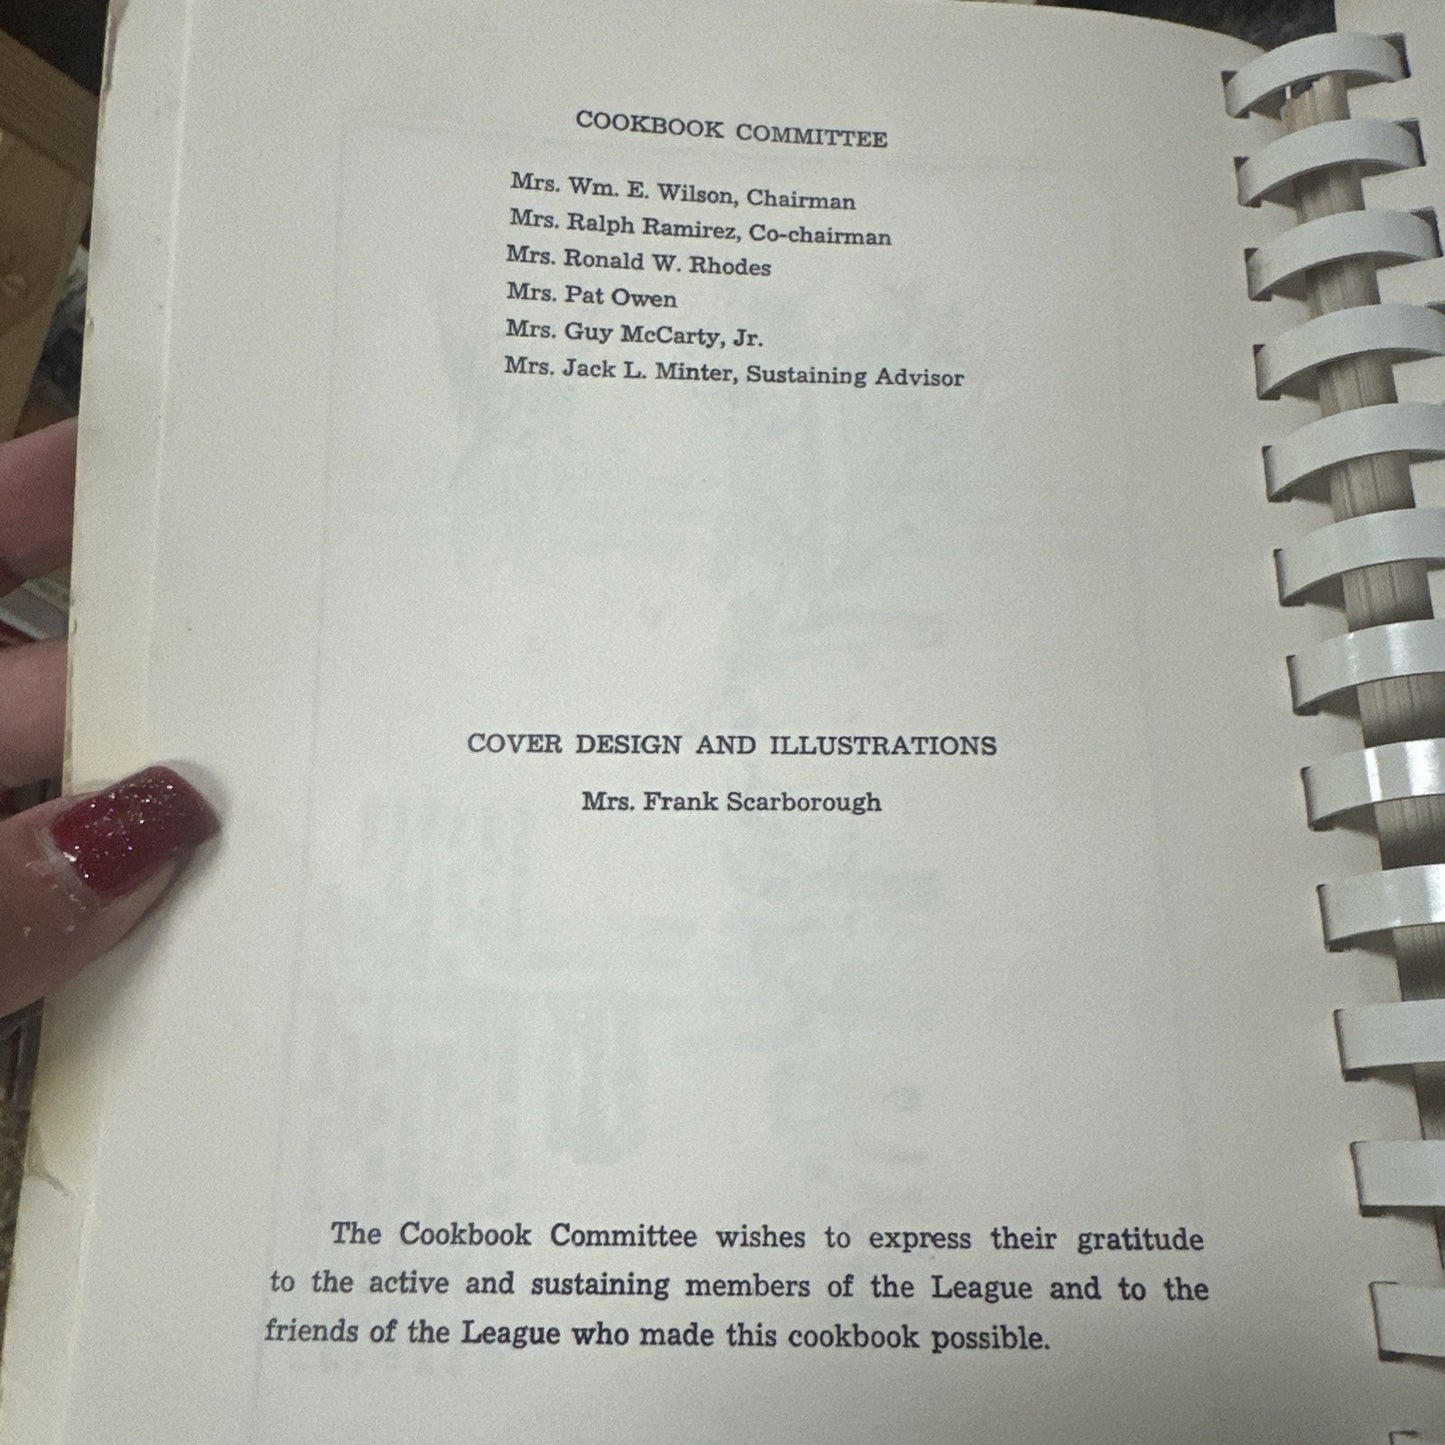 COOKBOOK COMMITTEE
Mrs. Wm. E. Wilson, Chairman
Mrs. Ralph Ramirez, Co-chairman
Mrs. Ronald W. Rhodes
Mrs. Pat Owen
Mrs. Guy McCarty, Jr.
Mrs. Jack L. Minter, Sustaining Advisor
COVER DESIGN AND ILLUSTRATIONS
Mrs. Frank Scarborough
The Cookbook Committee wishes to express their gratitude
to the active and sustaining members of the League and to the
friends of the League who made this cookbook possible.